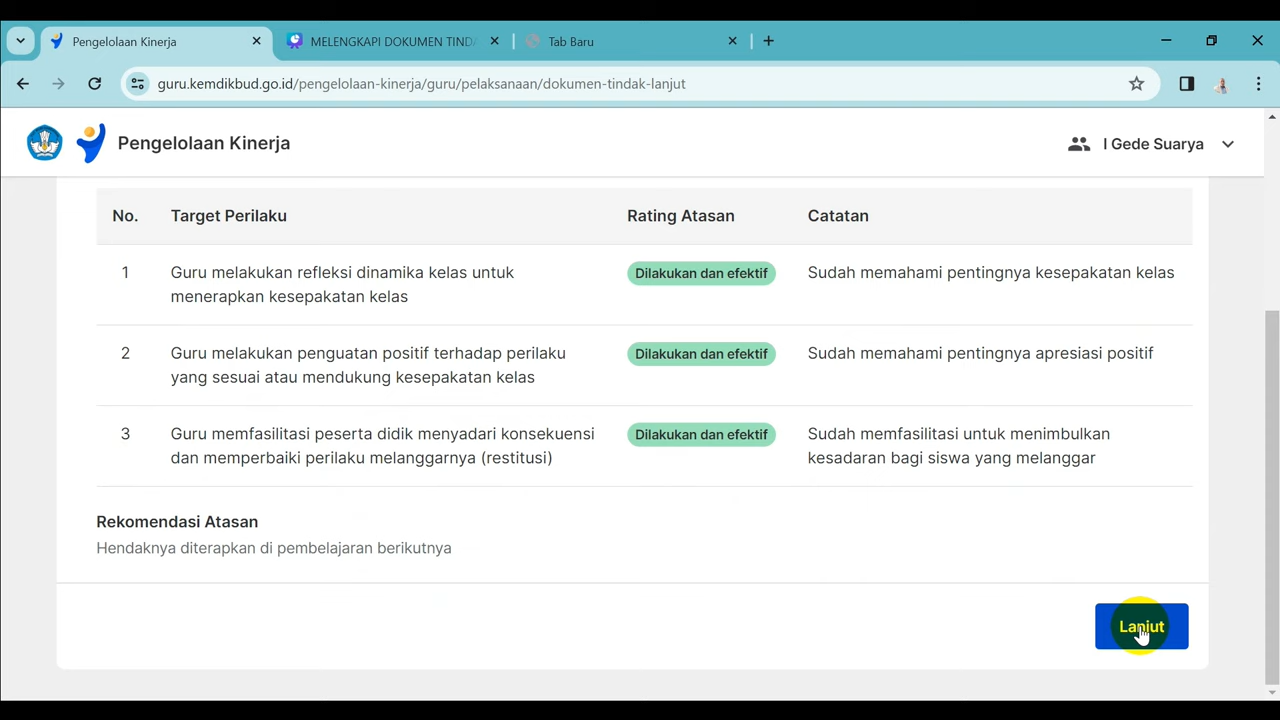 Pengelolaan Kinerja
MELENGKAPI DOKUMEN TIND
Tab Baru
guru.kemdikbud.go.id/pengelolaan-kinerja/guru/pelaksanaan/dokumen-tindak-lanjut
Pengelolaan Kinerja
I Gede Suarya
No. Target Perilaku Rating Atasan Catatan
1 Guru melakukan refleksi dinamika kelas untuk
menerapkan kesepakatan kelas
Dilakukan dan efektif
Sudah memahami pentingnya kesepakatan kelas
2 Guru melakukan penguatan positif terhadap perilaku
yang sesuai atau mendukung kesepakatan kelas
Dilakukan dan efektif
Sudah memahami pentingnya apresiasi positif
3 Guru memfasilitasi peserta didik menyadari konsekuensi
dan memperbaiki perilaku melanggarnya (restitusi)
Dilakukan dan efektif
Sudah memfasilitasi untuk menimbulkan
kesadaran bagi siswa yang melanggar
Rekomendasi Atasan
Hendaknya diterapkan di pembelajaran berikutnya
Lanjut